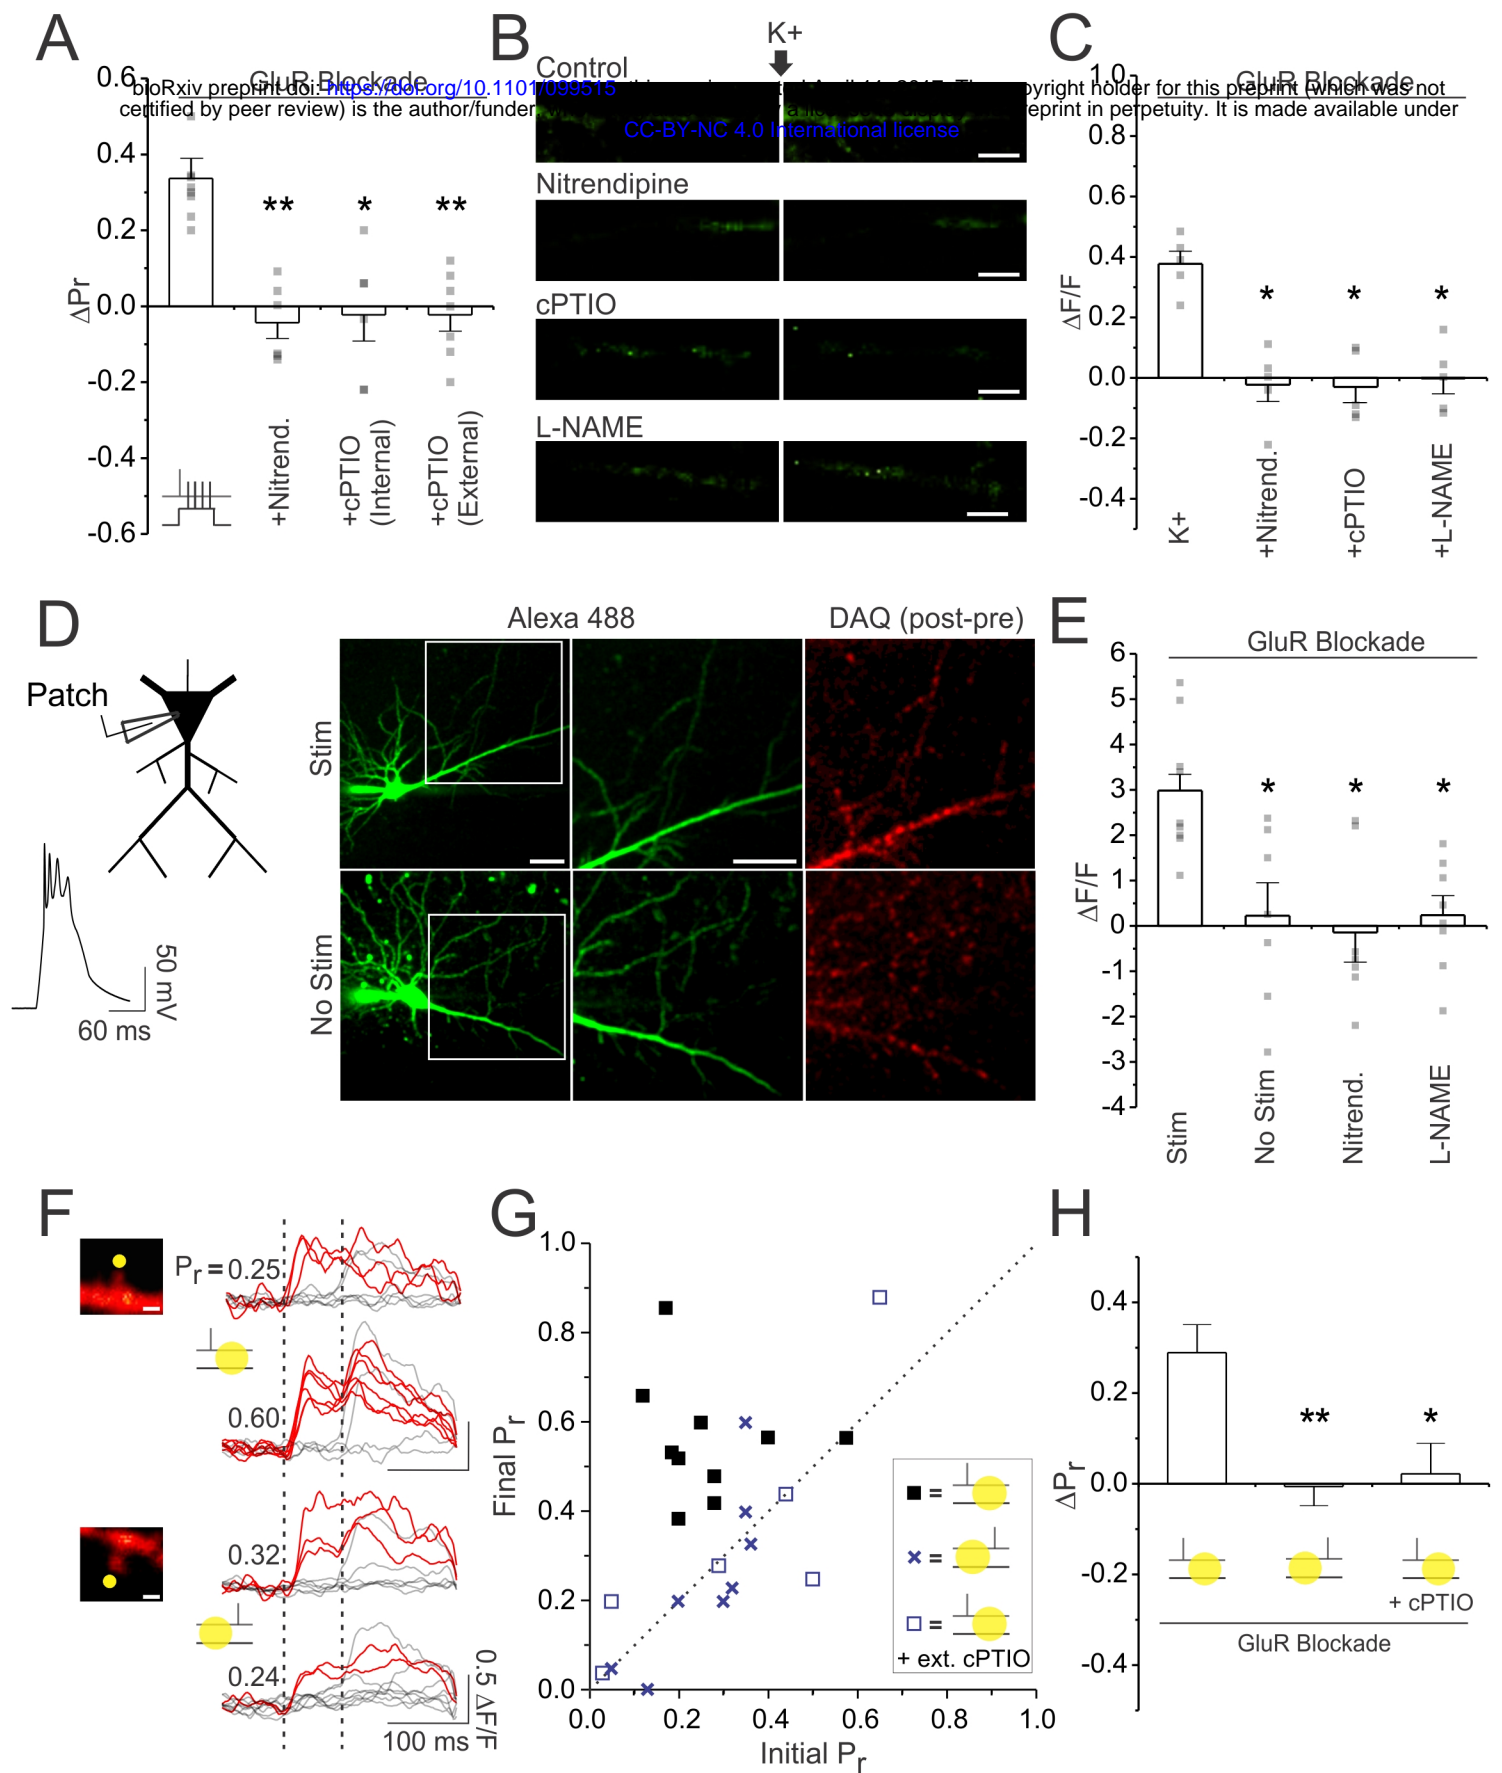 A
B
C
K+
0.6
GluR Blockade
Control
1.0
GluR Blockade
bioRxiv preprint doi: https://doi.org/10.1101/099515
copyright holder for this preprint (which was not
certified by peer review) is the author/funder
preprint in perpetuity. It is made available under
CC-BY-NC 4.0 International license
0.4
0.2
0.0
-0.2
-0.4
-0.6
ΔPr
**
*
**
+Nitrend.
+cPTIO
(Internal)
+cPTIO
(External)
Nitrendipine
cPTIO
L-NAME
0.8
0.6
0.4
0.2
0.0
-0.2
-0.4
ΔF/F
*
*
*
K+
+Nitrend.
+cPTIO
+L-NAME
D
Patch
50 mV
60 ms
Alexa 488
DAQ (post-pre)
Stim
No Stim
E
GluR Blockade
6
5
4
3
2
1
0
-1
-2
-3
-4
ΔF/F
*
*
*
Stim
No Stim
Nitrend.
L-NAME
F
Pr = 0.25
0.60
0.32
0.24
0.5 ΔF/F
100 ms
G
1.0
0.8
0.6
0.4
0.2
0.0
Final Pr
0.0
0.2
0.4
0.6
0.8
1.0
Initial Pr
=
=
=
+ ext. cPTIO
H
0.4
0.2
0.0
-0.2
-0.4
ΔPr
**
*
+ cPTIO
GluR Blockade